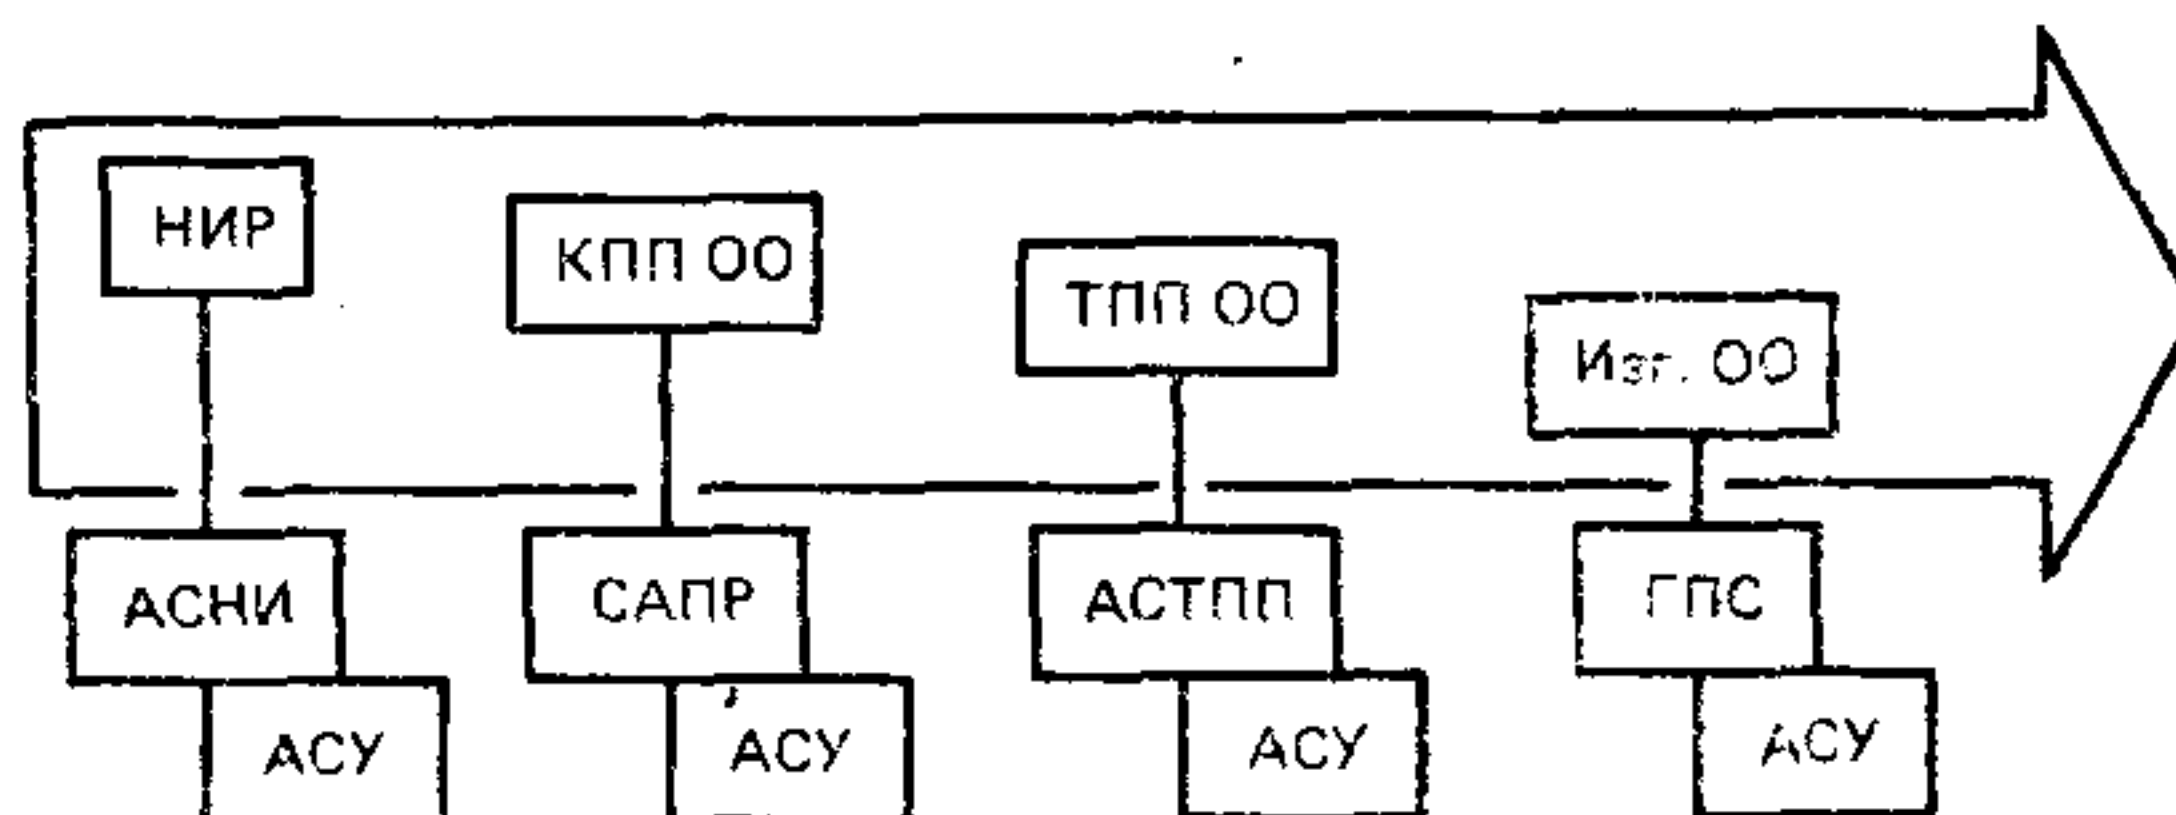 НИР
КПП ОО
ТПП ОО
Изг. ОО
АСНИ
САПР
АСТПП
ГПС
АСУ
АСУ
АСУ
АСУ